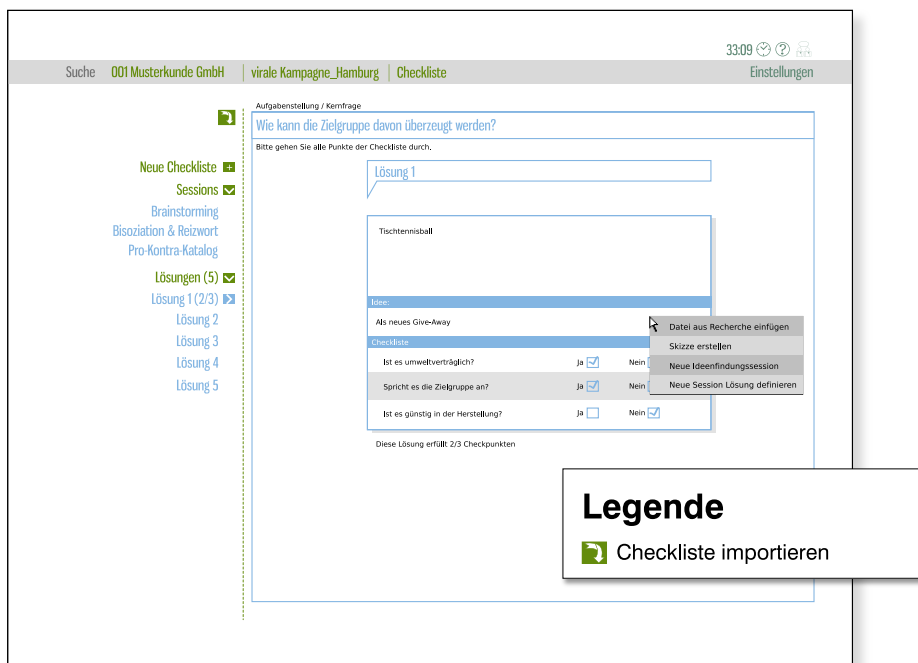 33:09
Suche 001 Musterkunde GmbH virale Kampagne_Hamburg Checkliste Einstellungen
Aufgabenstellung / Kernfrage
Wie kann die Zielgruppe davon überzeugt werden?
Bitte gehen Sie alle Punkte der Checkliste durch.
Neue Checkliste
Sessions
Brainstorming
Bisoziation & Reizwort
Pro-Kontra-Katalog
Lösungen (5)
Lösung 1 (2/3)
Lösung 2
Lösung 3
Lösung 4
Lösung 5
Lösung 1
Tischtennisball
Idee:
Als neues Give-Away
Checkliste
Ist es umweltverträglich? Ja Nein
Spricht es die Zielgruppe an? Ja Nein
Ist es günstig in der Herstellung? Ja Nein
Diese Lösung erfüllt 2/3 Checkpunkten
Datei aus Recherche einfügen
Skizze erstellen
Neue Ideenfindungssession
Neue Session Lösung definieren
Legende
Checkliste importieren